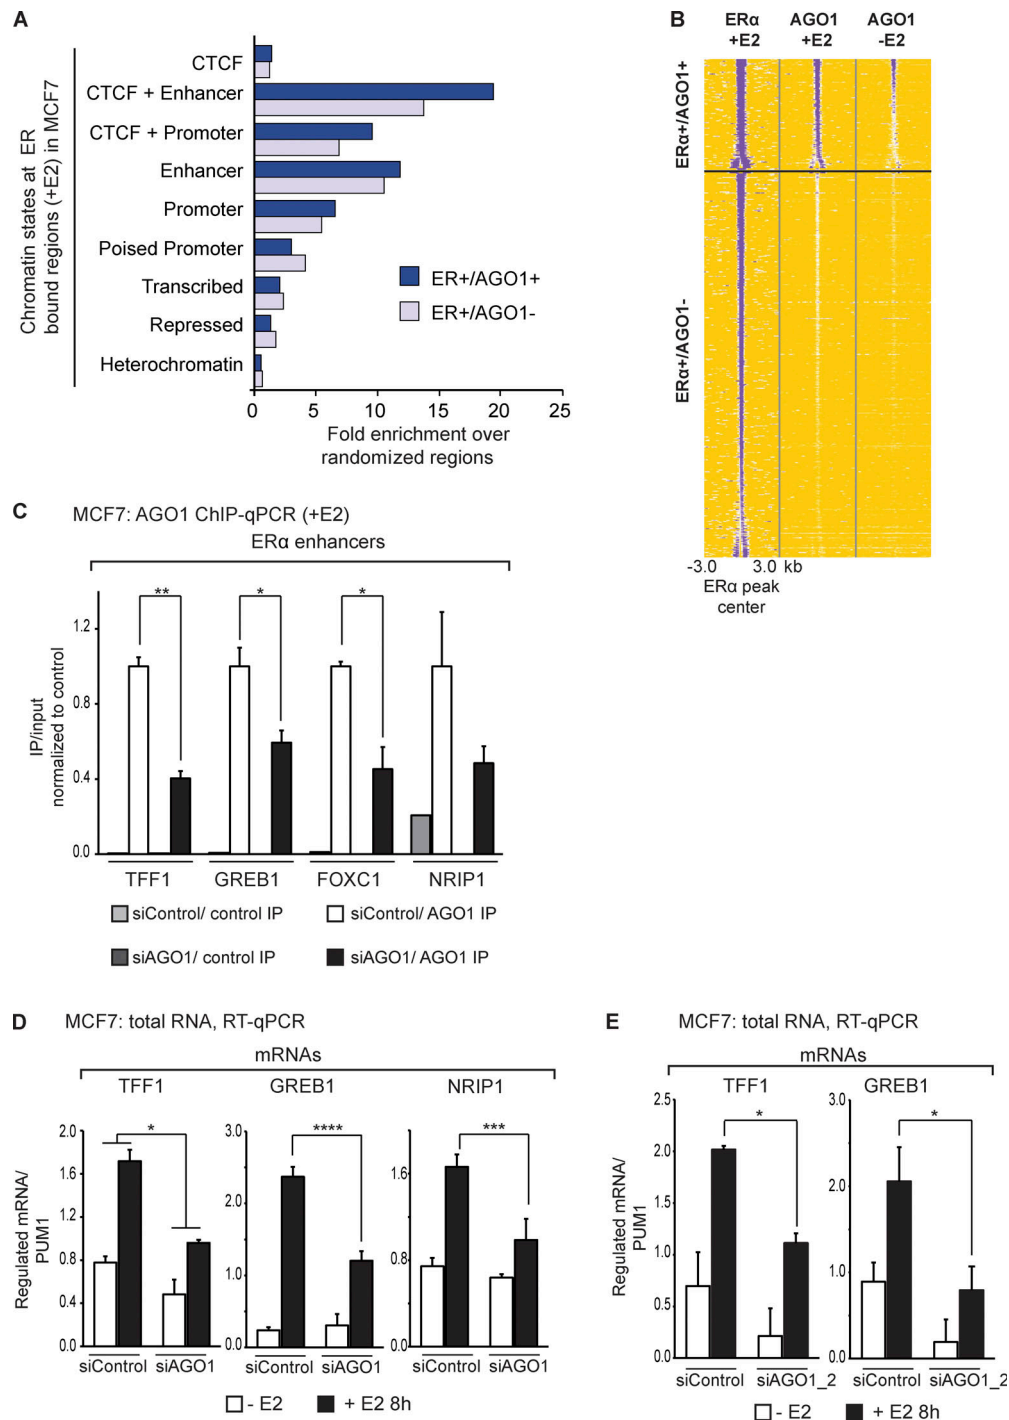 A
Chromatin states at ER
bound regions (+E2) in MCF7
CTCF
CTCF + Enhancer
CTCF + Promoter
Enhancer
Promoter
Poised Promoter
Transcribed
Repressed
Heterochromatin
ER+/AGO1+
ER+/AGO1-
0 5 10 15 20 25
Fold enrichment over
randomized regions
B
ERα +E2
AGO1 +E2
AGO1 -E2
ERα+/AGO1+
ERα+/AGO1-
-3.0 3.0 kb
ERα peak
center
C MCF7: AGO1 ChIP-qPCR (+E2)
ERα enhancers
IP/input
normalized to control
1.2
0.8
0.4
0.0
** * *
TFF1 GREB1 FOXC1 NRIP1
siControl/ control IP siControl/ AGO1 IP
siAGO1/ control IP siAGO1/ AGO1 IP
D MCF7: total RNA, RT-qPCR
mRNAs
TFF1 GREB1 NRIP1
Regulated mRNA/
PUM1
2.0
1.6
1.2
0.8
0.4
0.0
*
3.0
2.0
1.0
0.0
****
1.6
0.8
0.0
***
siControl siAGO1 siControl siAGO1 siControl siAGO1
- E2 + E2 8h
E MCF7: total RNA, RT-qPCR
mRNAs
TFF1 GREB1
Regulated mRNA/
PUM1
2.5
2.0
1.5
1.0
0.5
0.0
*
3.0
2.0
1.0
0.0
*
siControl siAGO1_2 siControl siAGO1_2
- E2 + E2 8h